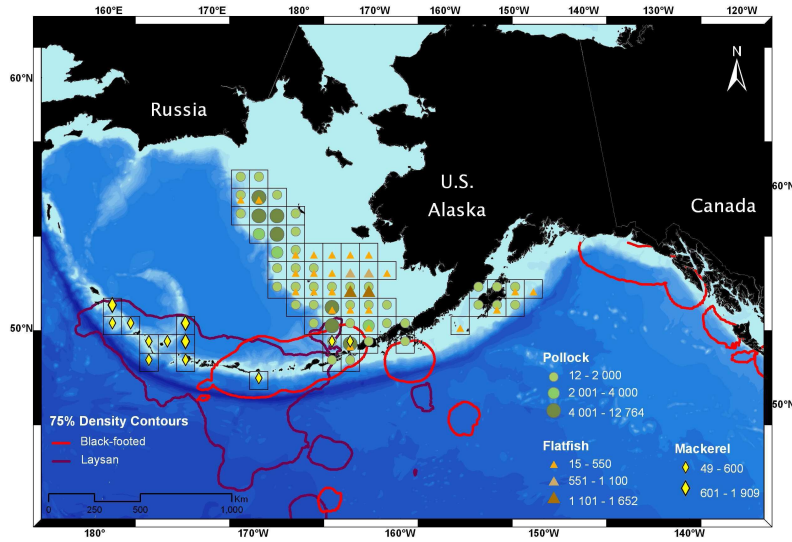 160°E 170°E 180° 170°W 160°W 150°W 140°W 130°W 120°W
N
60°N
Russia
60°N
U.S.
Alaska
Canada
50°N
Pollock
12 - 2 000
2 001 - 4 000
4 001 - 12 764
50°N
75% Density Contours
Black-footed
Laysan
Flatfish
15 - 550
551 - 1 100
1 101 - 1 652
Mackerel
49 - 600
601 - 1 909
Km
0 250 500 1,000
180° 170°W 160°W 150°W 140°W